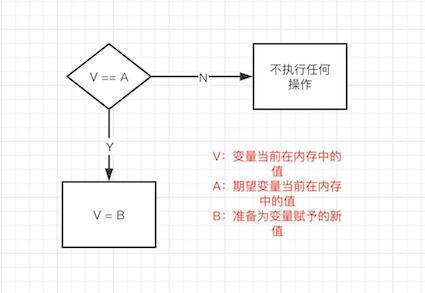 V == A
N
不执行任何
操作
Y
V = B
V：变量当前在内存中的
值
A：期望变量当前在内存
中的值
B：准备为变量赋予的新
值